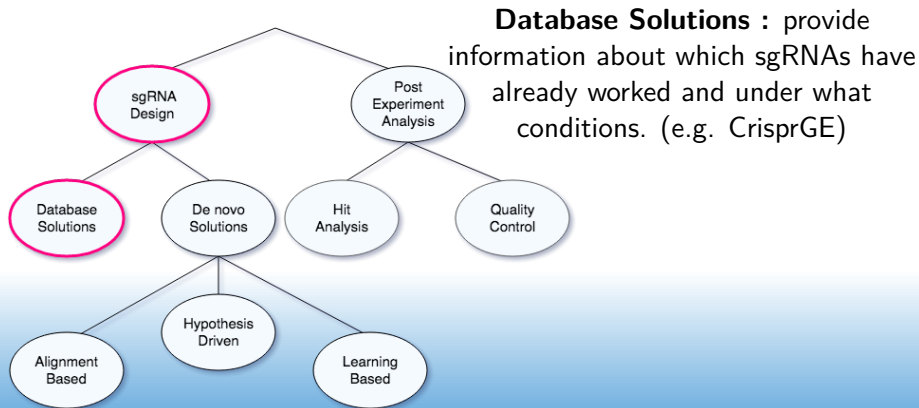 Database Solutions : provide
information about which sgRNAs have
already worked and under what
conditions. (e.g. CrisprGE)
sgRNA
Design
Post
Experiment
Analysis
Database
Solutions
De novo
Solutions
Hit
Analysis
Quality
Control
Alignment
Based
Hypothesis
Driven
Learning
Based